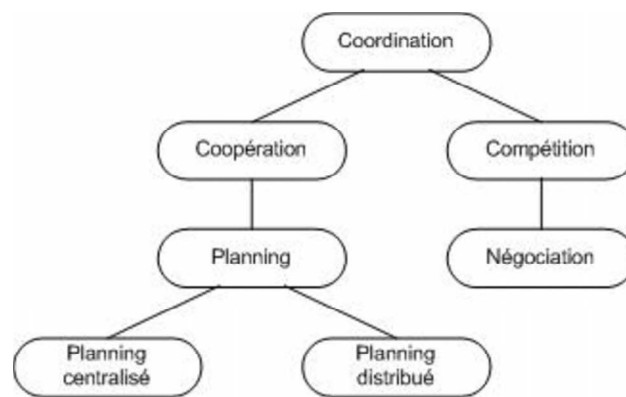 Coordination
Coopération
Compétition
Planning
Négociation
Planning
centralisé
Planning
distribué